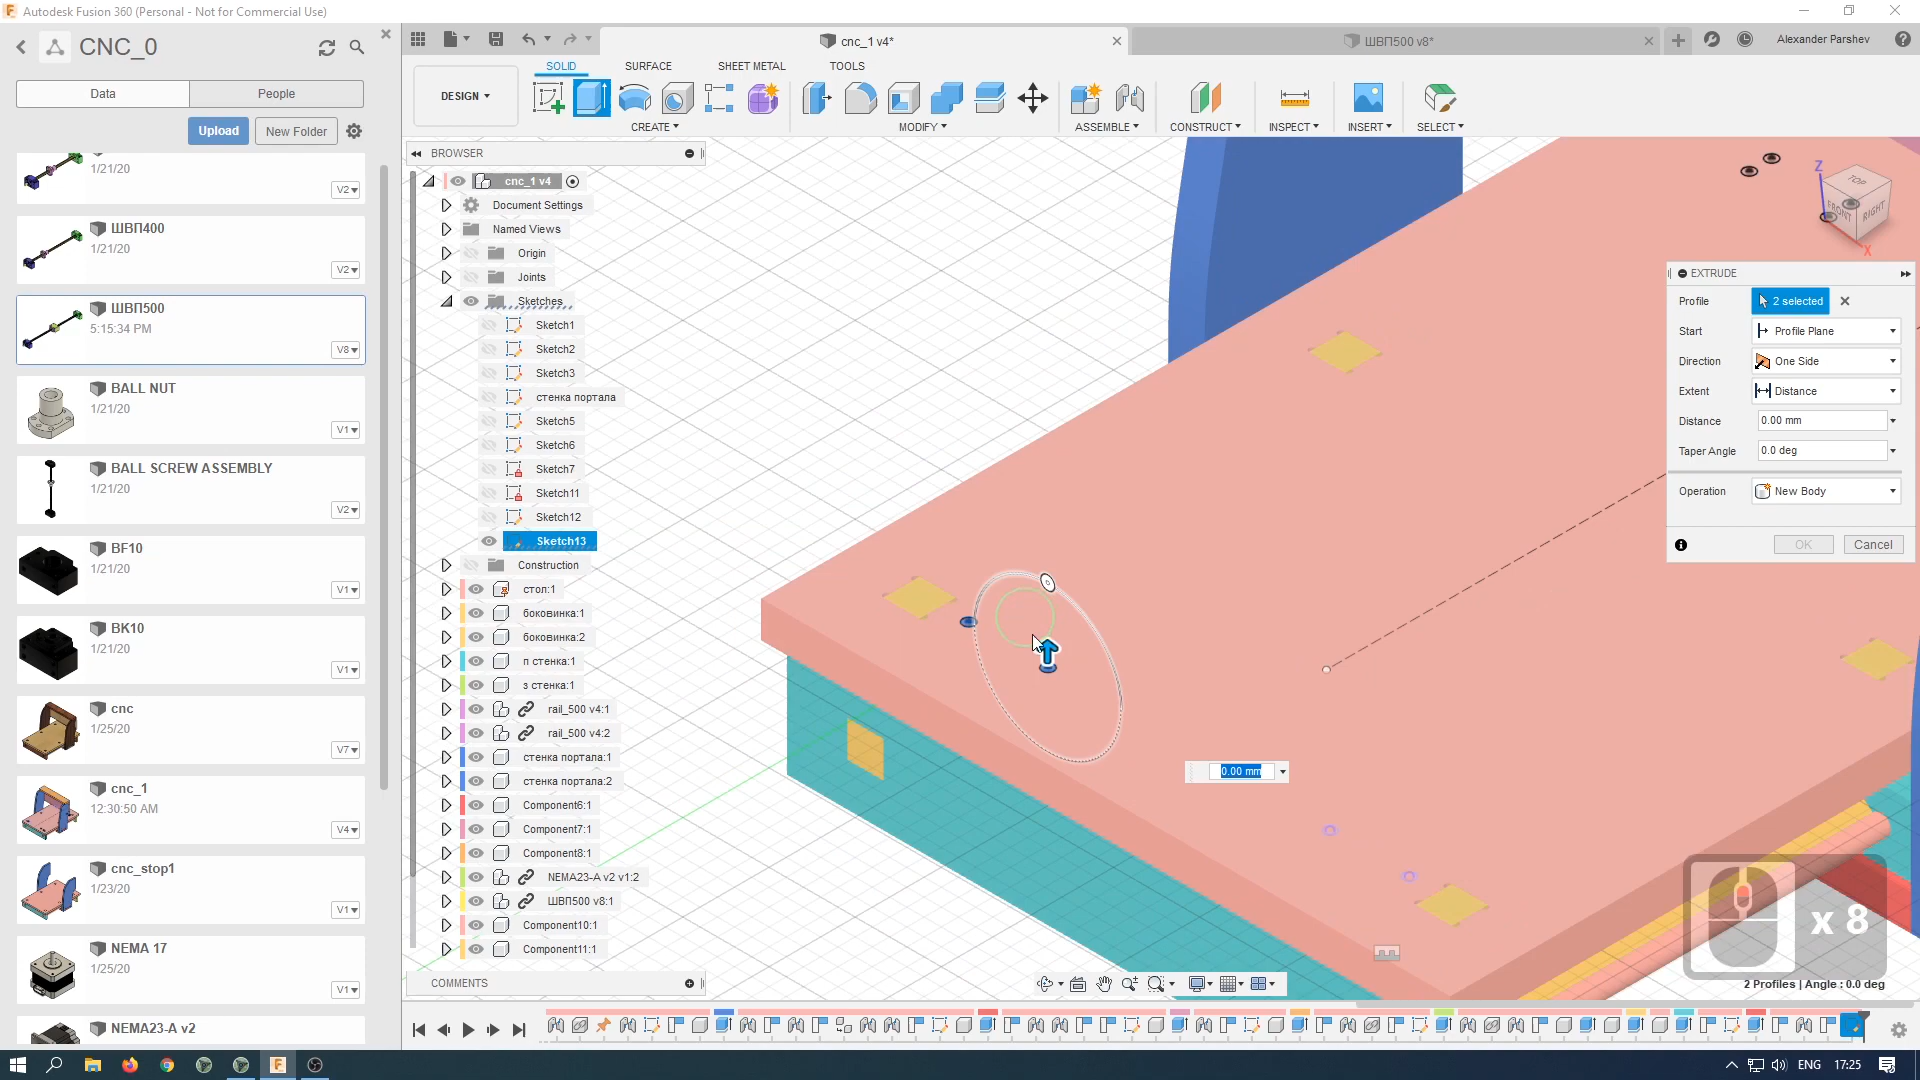 Autodesk Fusion 360 (Personal - Not for Commercial Use)
CNC_0
Data
People
Upload
New Folder
1/21/20
V2
ШВП400
1/21/20
V2
ШВП500
5:15:34 PM
V8
BALL NUT
1/21/20
V1
BALL SCREW ASSEMBLY
1/21/20
V2
BF10
1/21/20
V1
BK10
1/21/20
V1
cnc
1/25/20
V7
cnc_1
12:30:50 AM
V4
cnc_stop1
1/23/20
V1
NEMA 17
1/25/20
V1
NEMA23-A v2
cnc_1 v4*
ШВП500 v8*
Alexander Parshev
DESIGN
SOLID
SURFACE
SHEET METAL
TOOLS
CREATE
MODIFY
ASSEMBLE
CONSTRUCT
INSPECT
INSERT
SELECT
BROWSER
cnc_1 v4
Document Settings
Named Views
Origin
Joints
Sketches
Sketch1
Sketch2
Sketch3
стенка портала
Sketch5
Sketch6
Sketch7
Sketch11
Sketch12
Sketch13
Construction
стол:1
боковинка:1
боковинка:2
п стенка:1
з стенка:1
rail_500 v4:1
rail_500 v4:2
стенка портала:1
стенка портала:2
Component6:1
Component7:1
Component8:1
NEMA23-A v2 v1:2
ШВП500 v8:1
Component10:1
Component11:1
COMMENTS
Z
TOP
FRONT
RIGHT
X
EXTRUDE
Profile
2 selected
Start
Profile Plane
Direction
One Side
Extent
Distance
Distance
0.00 mm
Taper Angle
0.0 deg
Operation
New Body
OK
Cancel
0.00 mm
x 8
2 Profiles | Angle : 0.0 deg
ENG
17:25